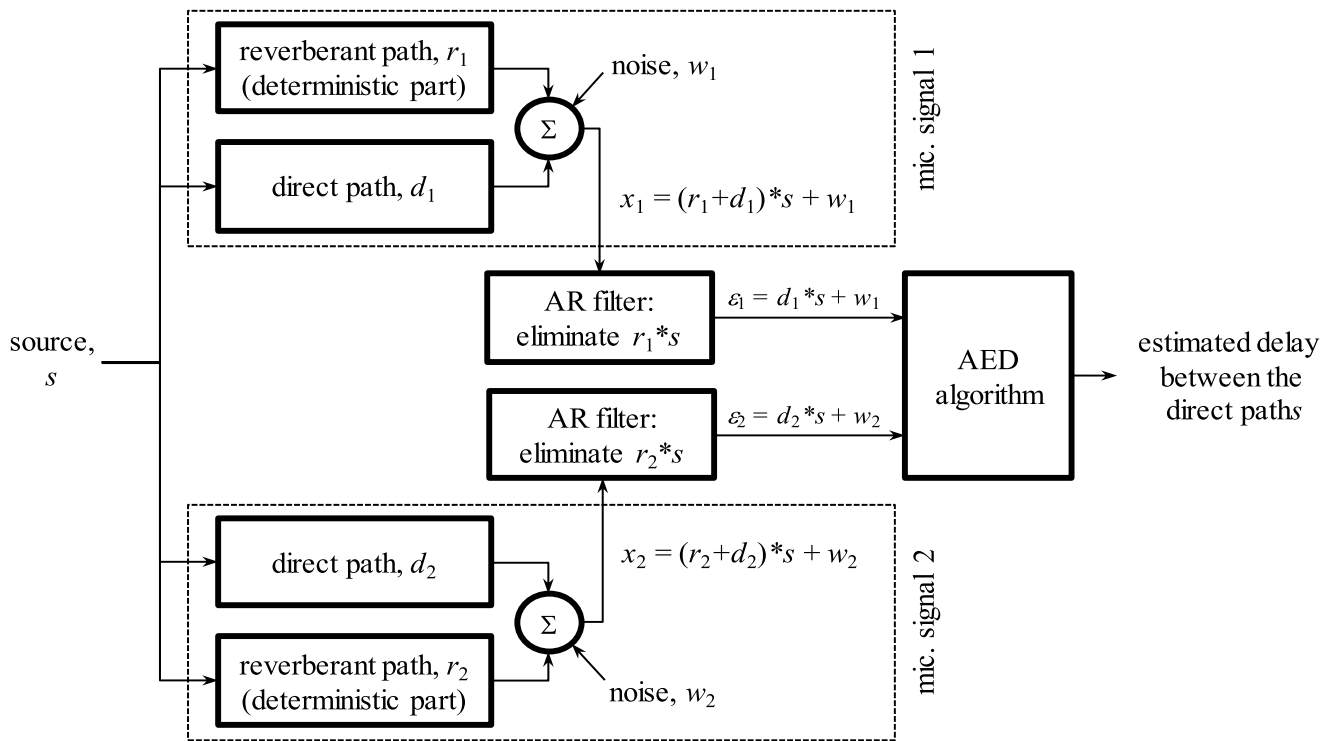 reverberant path, r1
(deterministic part)
noise, w1
Σ
direct path, d1
x1 = (r1+d1)*s + w1
mic. signal 1
AR filter:
eliminate r1*s
ε1 = d1*s + w1
source,
s
AED
algorithm
estimated delay
between the
direct paths
AR filter:
eliminate r2*s
ε2 = d2*s + w2
direct path, d2
x2 = (r2+d2)*s + w2
Σ
reverberant path, r2
(deterministic part)
noise, w2
mic. signal 2